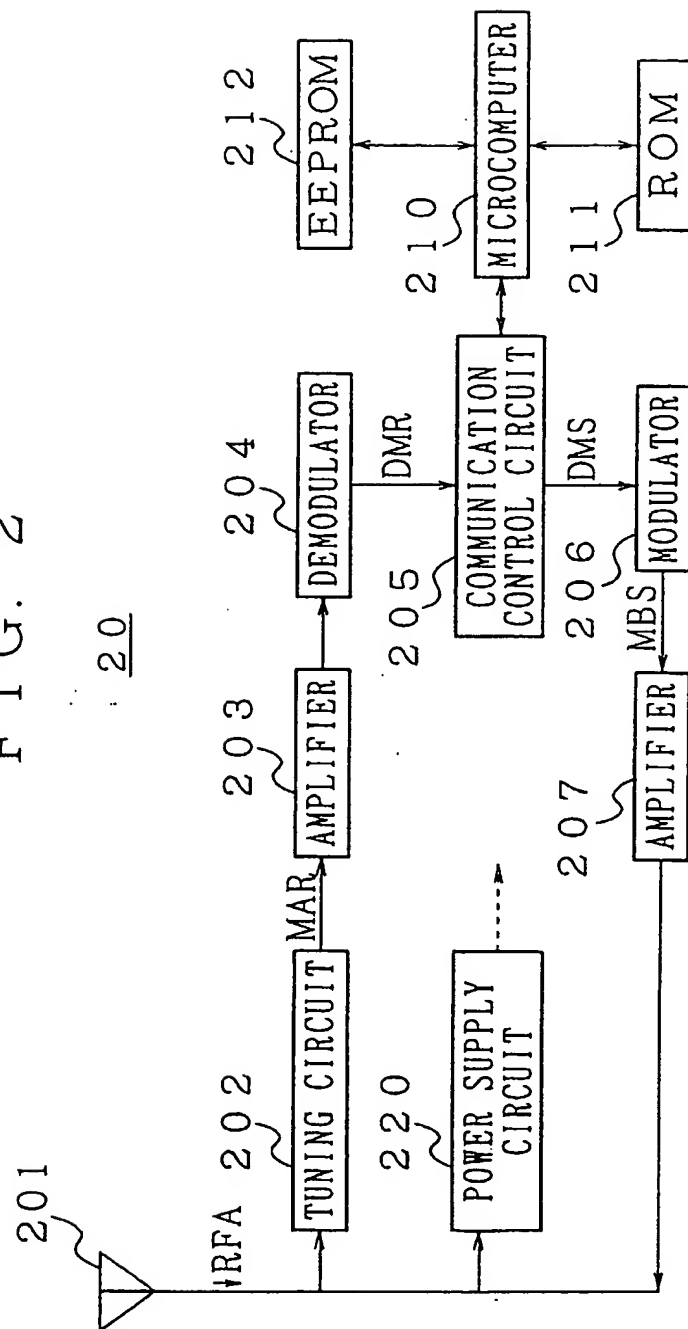 FIG. 2
20
201
RFA
202
TUNING CIRCUIT
MAR
203
AMPLIFIER
204
DEMODULATOR
DMR
212
EEPROM
220
POWER SUPPLY
CIRCUIT
205
COMMUNICATION
CONTROL CIRCUIT
210
MICROCOMPUTER
DMS
207
AMPLIFIER
MBS
206
MODULATOR
211
ROM